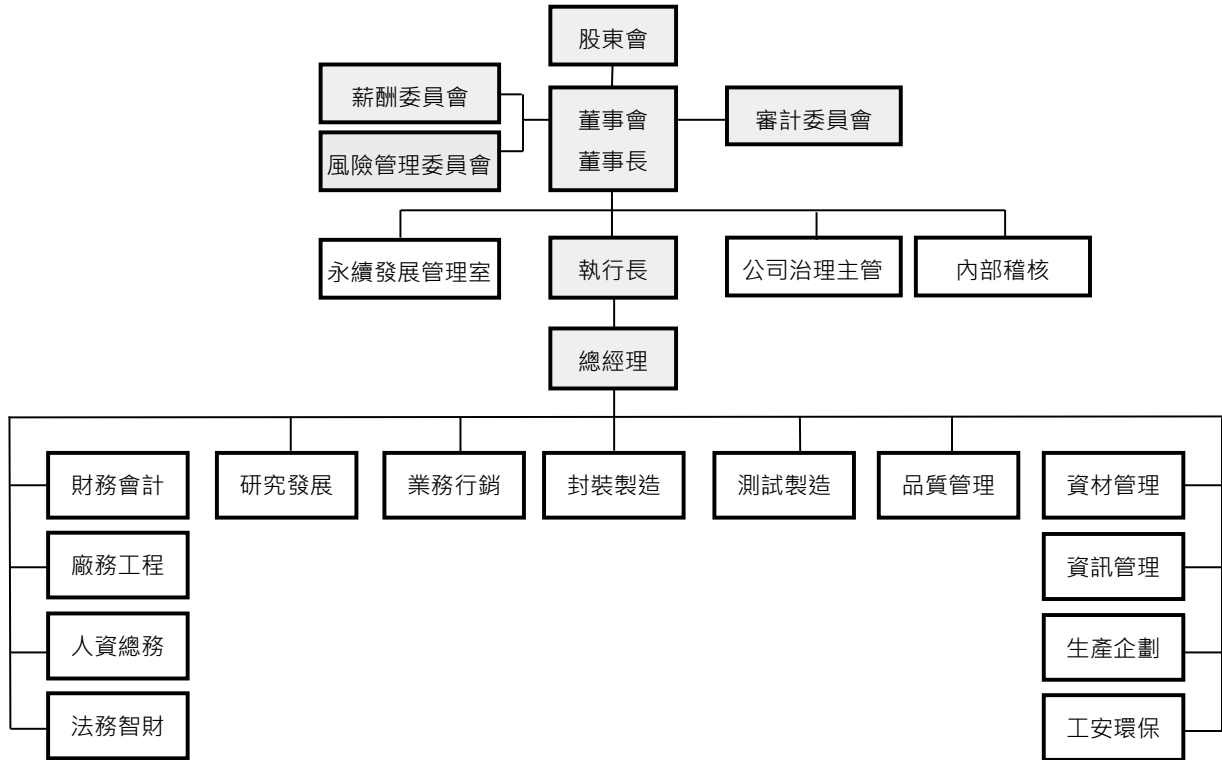 股東會
薪酬委員會
風險管理委員會
董事會
董事長
審計委員會
永續發展管理室
執行長
公司治理主管
內部稽核
總經理
財務會計
研究發展
業務行銷
封裝製造
測試製造
品質管理
資材管理
廠務工程
資訊管理
人資總務
生產企劃
法務智財
工安環保